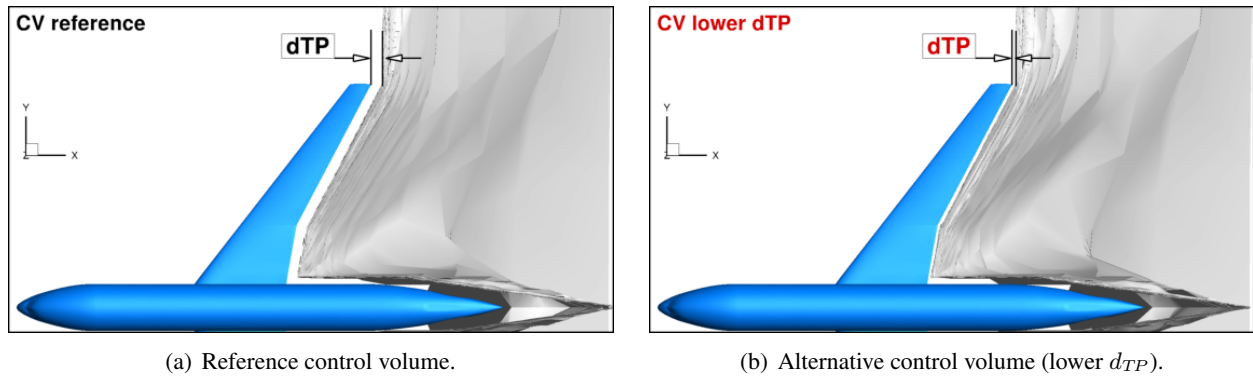 CV reference
dTP
Y
Z
X
CV lower dTP
dTP
Y
Z
X
(a) Reference control volume.
(b) Alternative control volume (lower dTP).